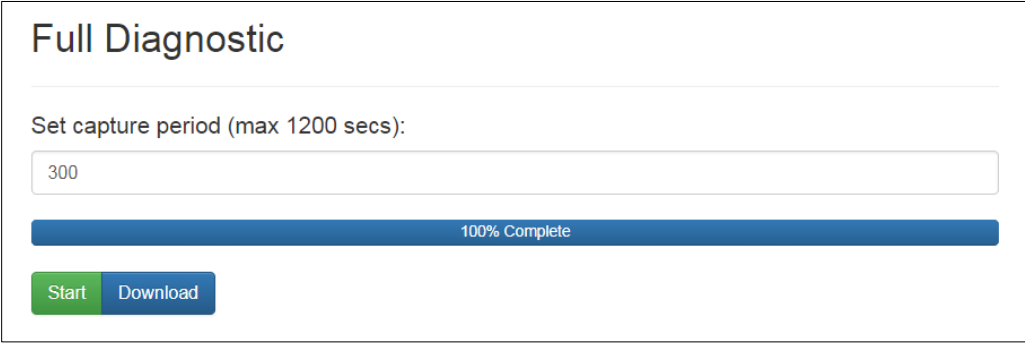 Full Diagnostic
Set capture period (max 1200 secs):
300
100% Complete
Start Download